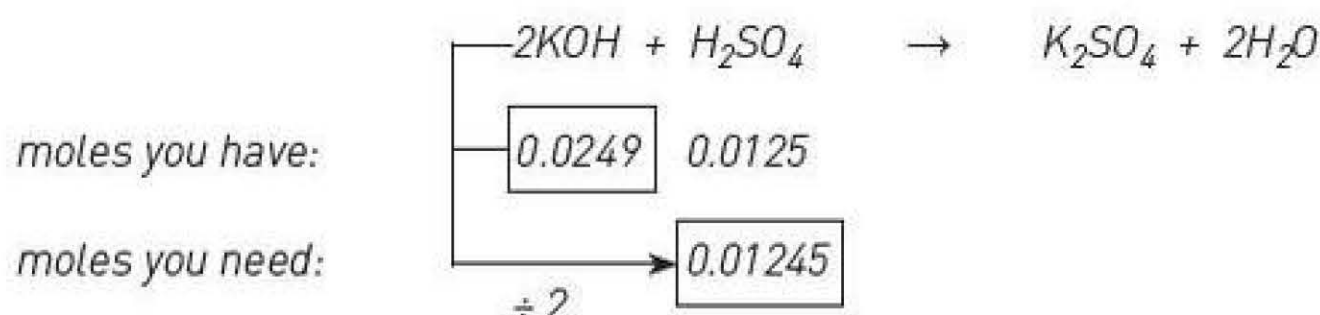 2KOH + H₂SO₄ → K₂SO₄ + 2H₂O
moles you have: 0.0249 0.0125
moles you need: 0.01245
÷ 2